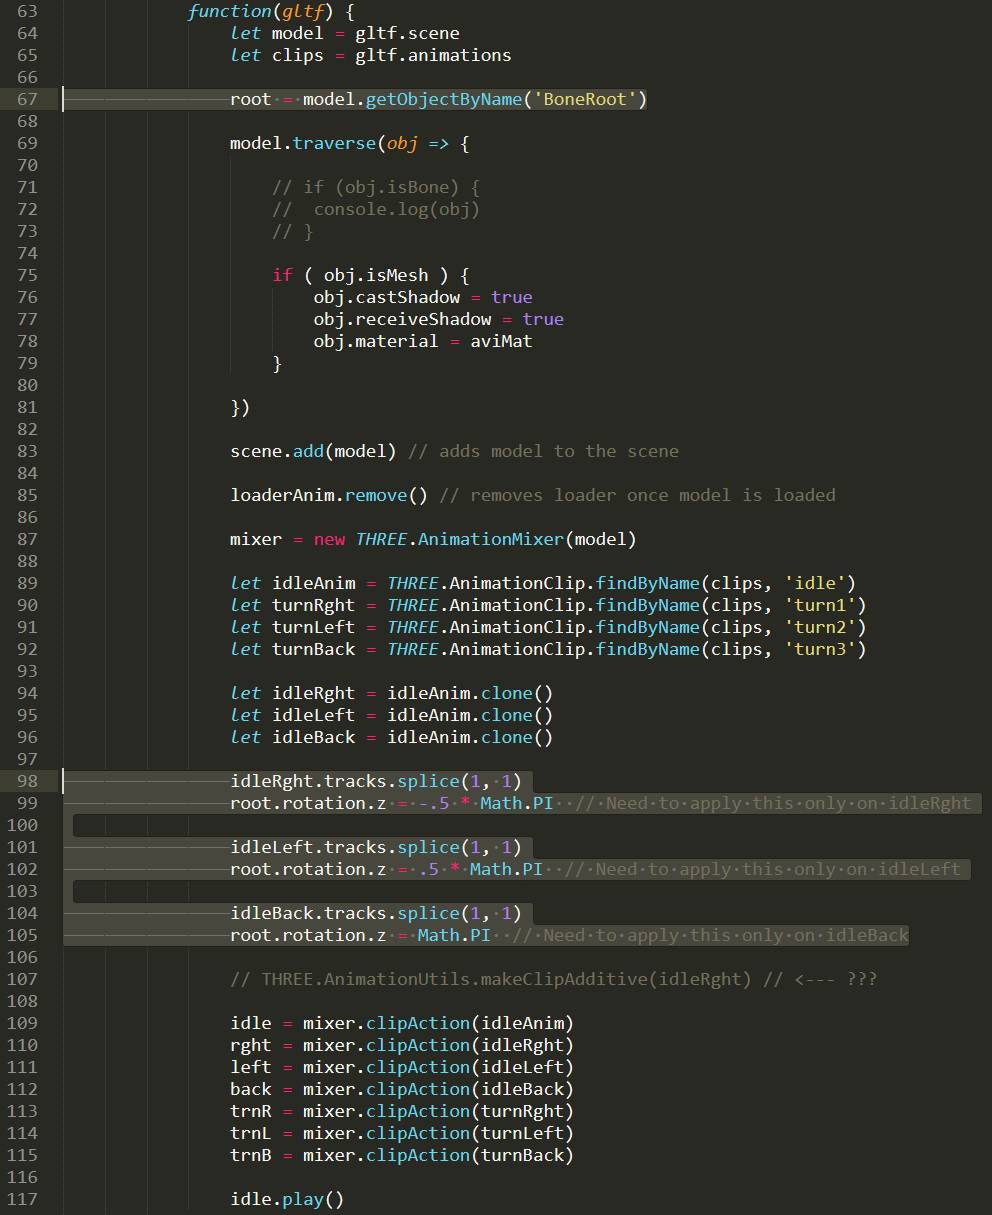 63 function(gltf) {
64 let model = gltf.scene
65 let clips = gltf.animations
66
67 root = model.getObjectByName('BoneRoot')
68
69 model.traverse(obj => {
70
71 // if (obj.isBone) {
72 //  console.log(obj)
73 // }
74
75 if ( obj.isMesh ) {
76 obj.castShadow = true
77 obj.receiveShadow = true
78 obj.material = aviMat
79 }
80
81 })
82
83 scene.add(model) // adds model to the scene
84
85 loaderAnim.remove() // removes loader once model is loaded
86
87 mixer = new THREE.AnimationMixer(model)
88
89 let idleAnim = THREE.AnimationClip.findByName(clips, 'idle')
90 let turnRght = THREE.AnimationClip.findByName(clips, 'turn1')
91 let turnLeft = THREE.AnimationClip.findByName(clips, 'turn2')
92 let turnBack = THREE.AnimationClip.findByName(clips, 'turn3')
93
94 let idleRght = idleAnim.clone()
95 let idleLeft = idleAnim.clone()
96 let idleBack = idleAnim.clone()
97
98 idleRght.tracks.splice(1, 1)
99 root.rotation.z = -.5 * Math.PI  // Need to apply this only on idleRght
100
101 idleLeft.tracks.splice(1, 1)
102 root.rotation.z = .5 * Math.PI  // Need to apply this only on idleLeft
103
104 idleBack.tracks.splice(1, 1)
105 root.rotation.z = Math.PI  // Need to apply this only on idleBack
106
107 // THREE.AnimationUtils.makeClipAdditive(idleRght) // <--- ???
108
109 idle = mixer.clipAction(idleAnim)
110 rght = mixer.clipAction(idleRght)
111 left = mixer.clipAction(idleLeft)
112 back = mixer.clipAction(idleBack)
113 trnR = mixer.clipAction(turnRght)
114 trnL = mixer.clipAction(turnLeft)
115 trnB = mixer.clipAction(turnBack)
116
117 idle.play()